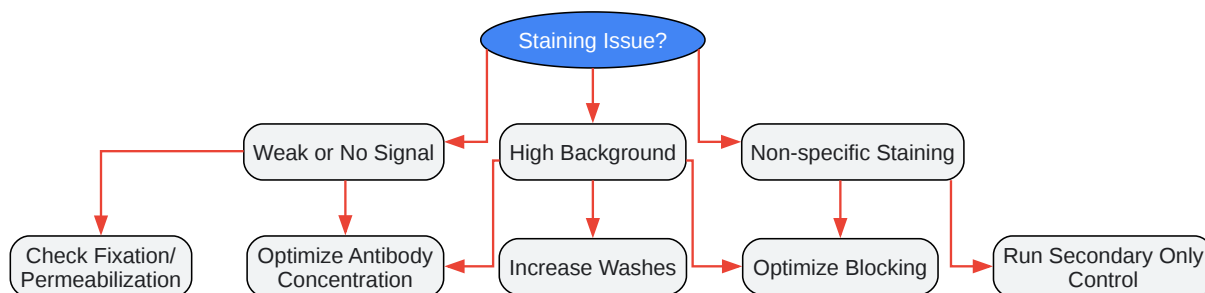 Staining Issue?
Weak or No Signal
High Background
Non-specific Staining
Check Fixation/
Permeabilization
Optimize Antibody
Concentration
Increase Washes
Optimize Blocking
Run Secondary Only
Control